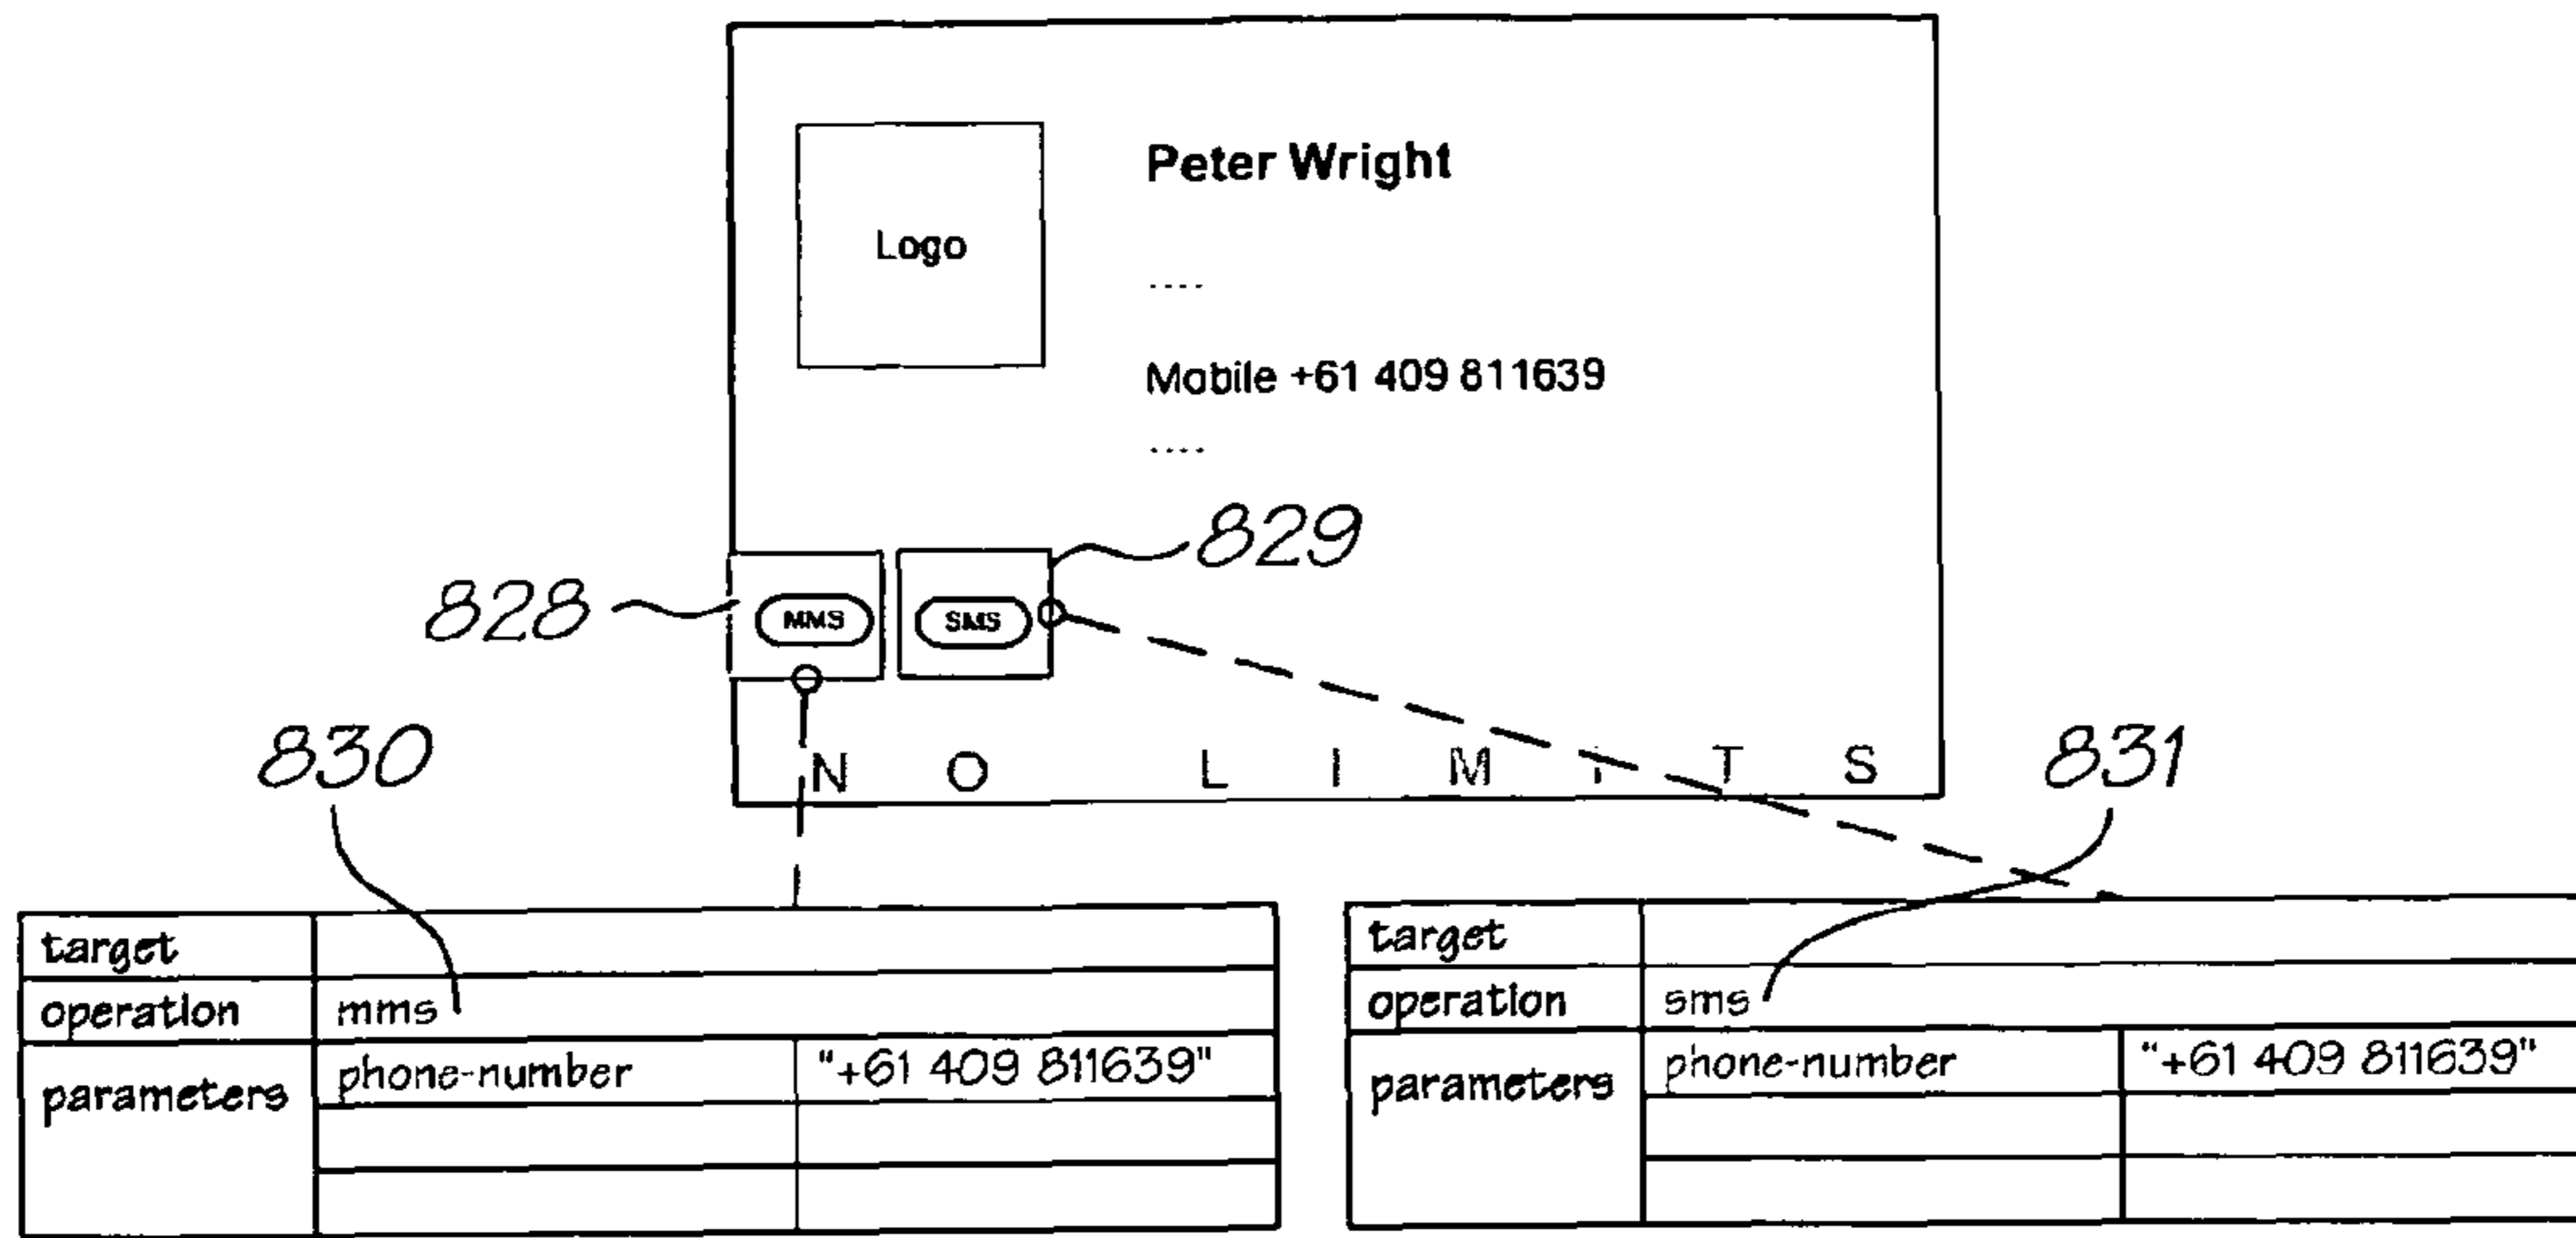 Peter Wright
Logo
....
Mobile +61 409 811639
....
829
828
MMS SMS
830
831
N O L I M I T S
target
operation mms
parameters phone-number "+61 409 811639"
target
operation sms
parameters phone-number "+61 409 811639"